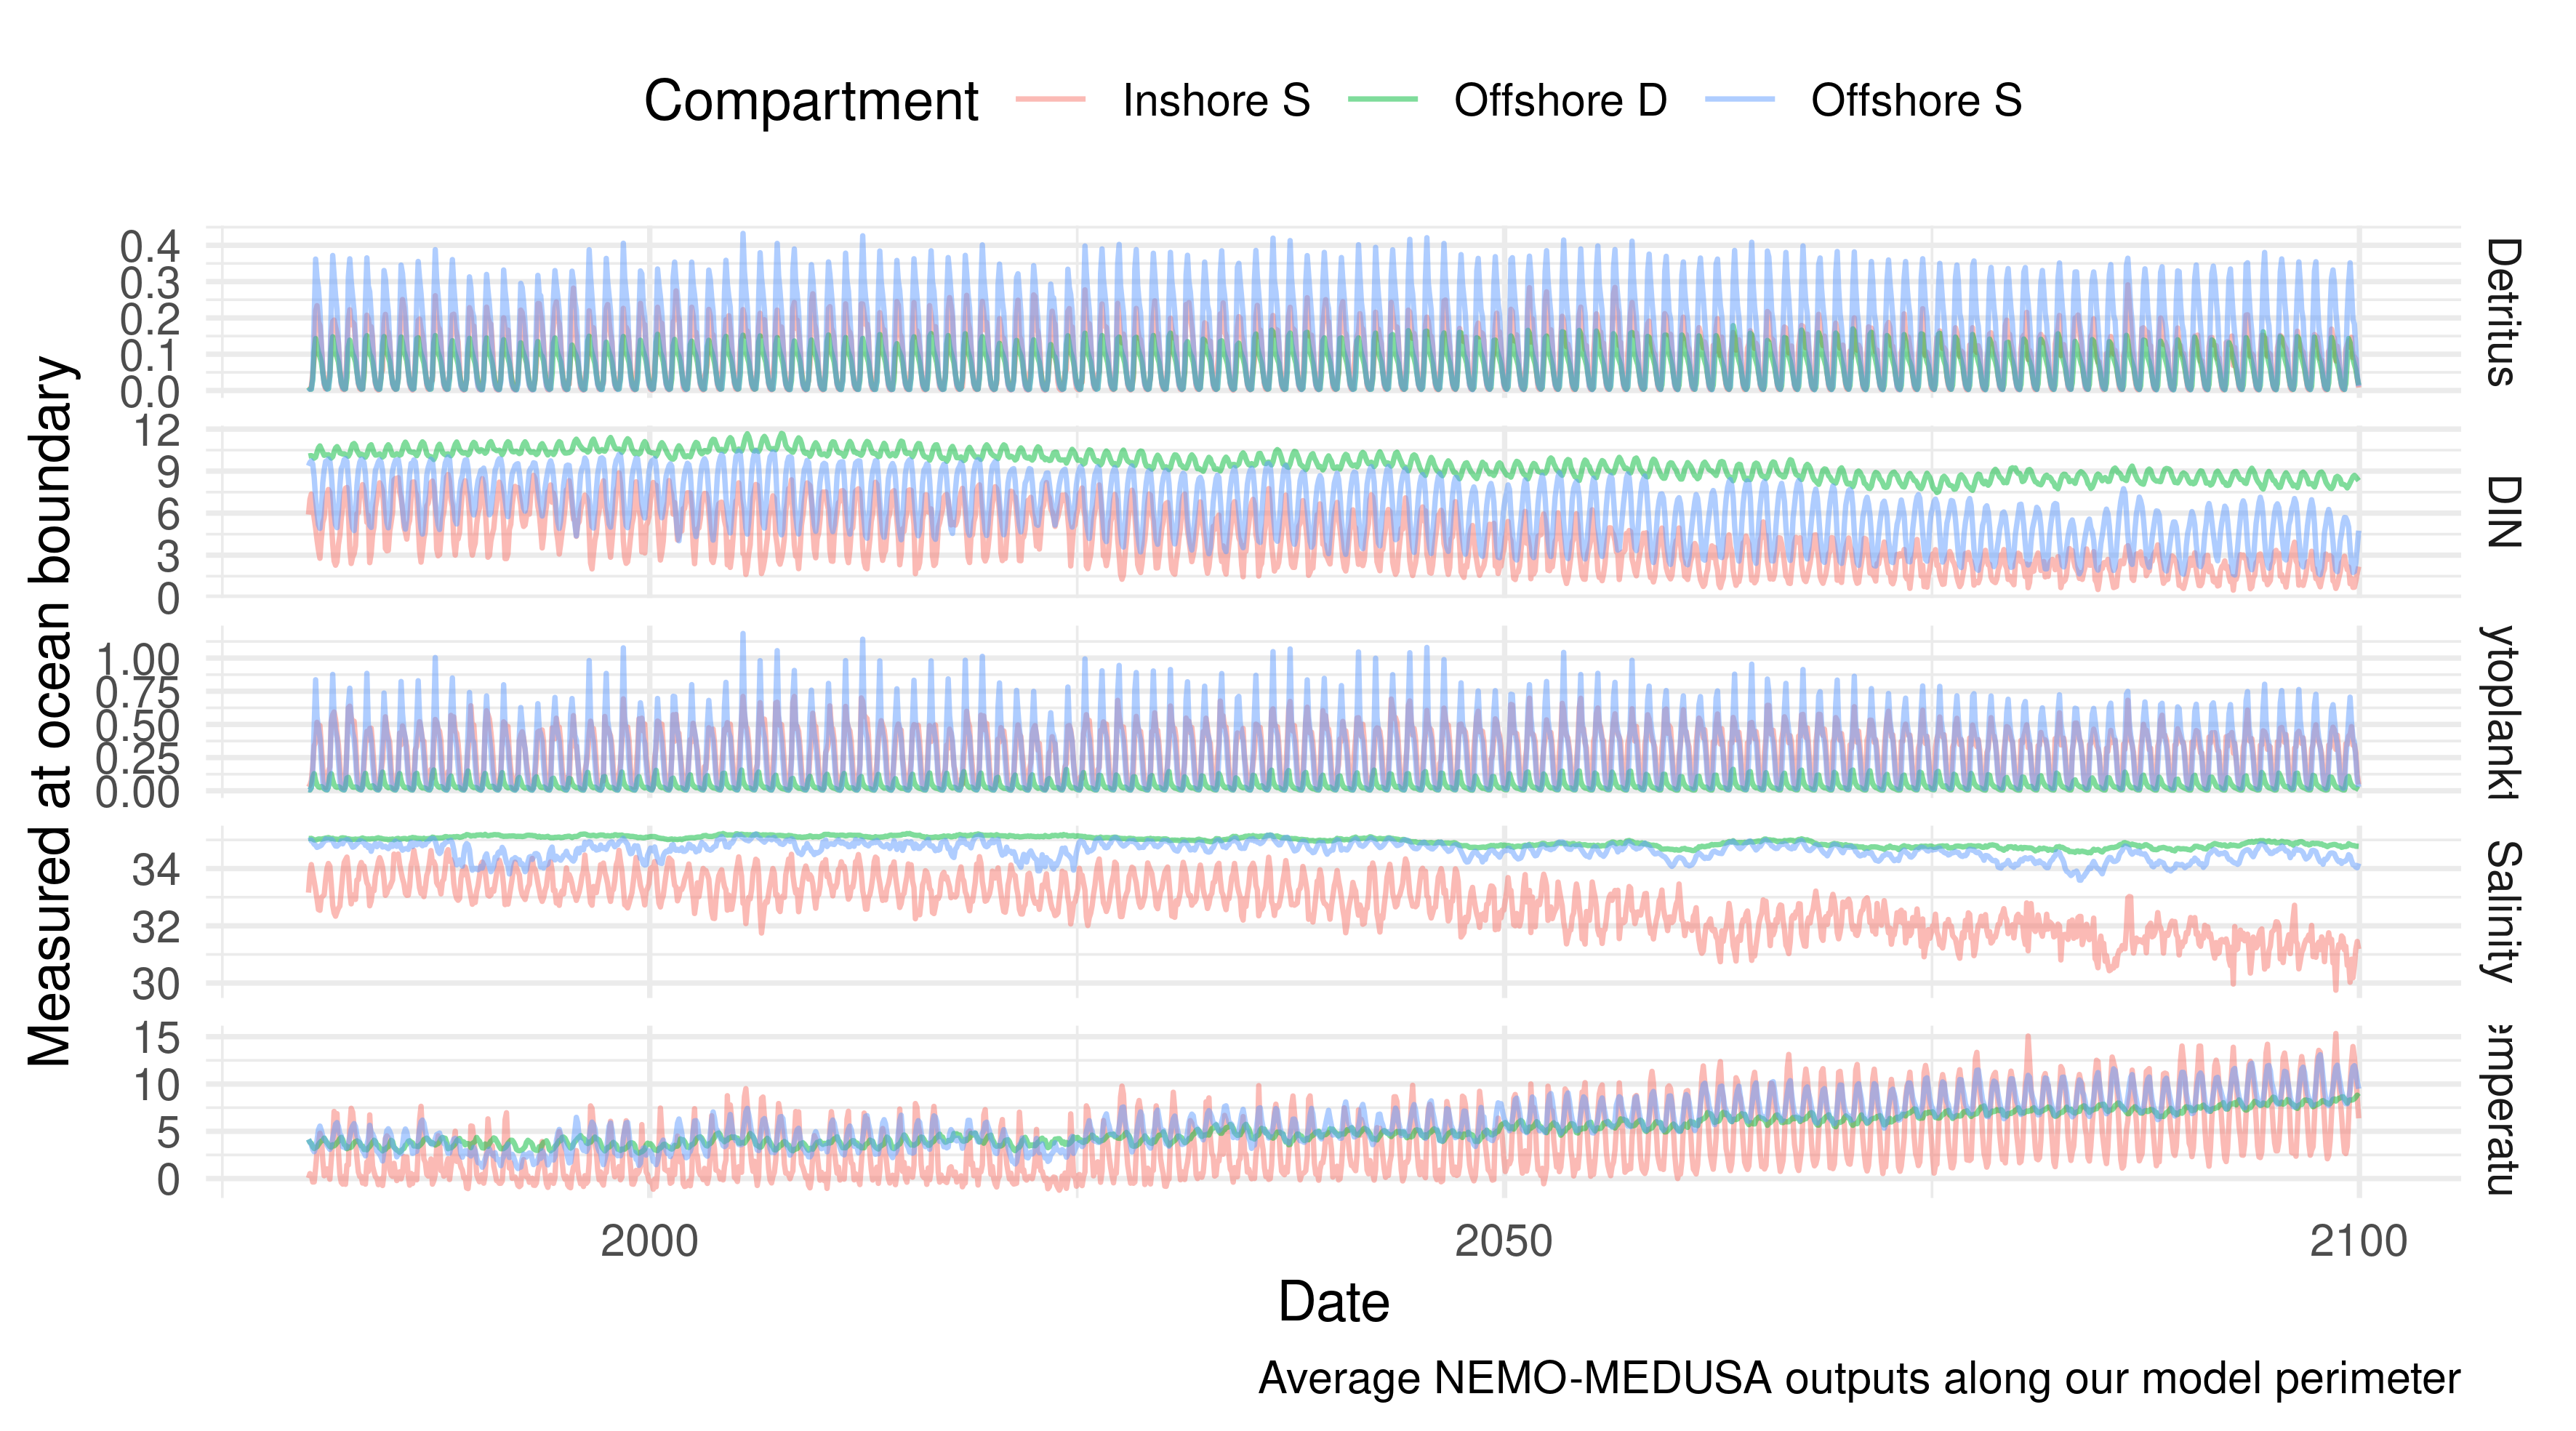 Compartment Inshore S Offshore D Offshore S
Measured at ocean boundary
0.4
0.3
0.2
0.1
0.0
Detritus
12
9
6
3
0
DIN
1.00
0.75
0.50
0.25
0.00
ytoplankt
34
32
30
Salinity
15
10
5
0
emperatu
2000 2050 2100
Date
Average NEMO-MEDUSA outputs along our model perimeter